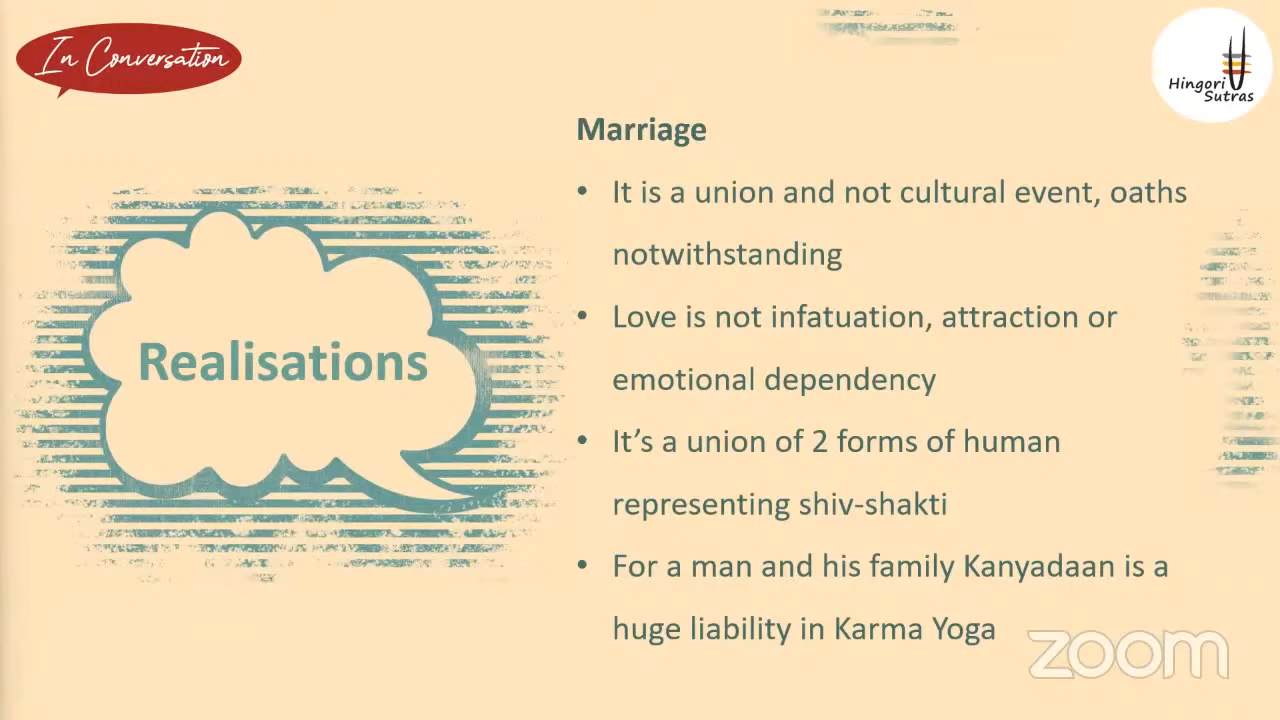 In Conversation
Hingori
Sutras
Marriage
• It is a union and not cultural event, oaths
notwithstanding
• Love is not infatuation, attraction or
emotional dependency
• It’s a union of 2 forms of human
representing shiv-shakti
• For a man and his family Kanyadaan is a
huge liability in Karma Yoga
Realisations
zoom